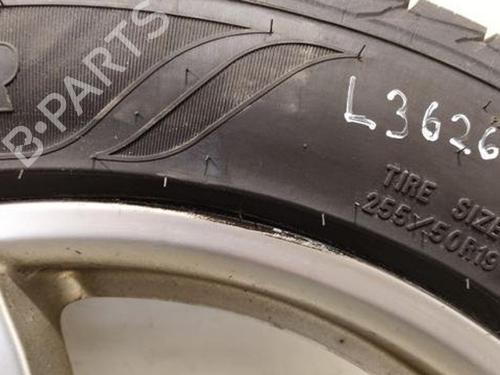 B-PARTS
R
L3626
TIRE SIZE
255/50R19